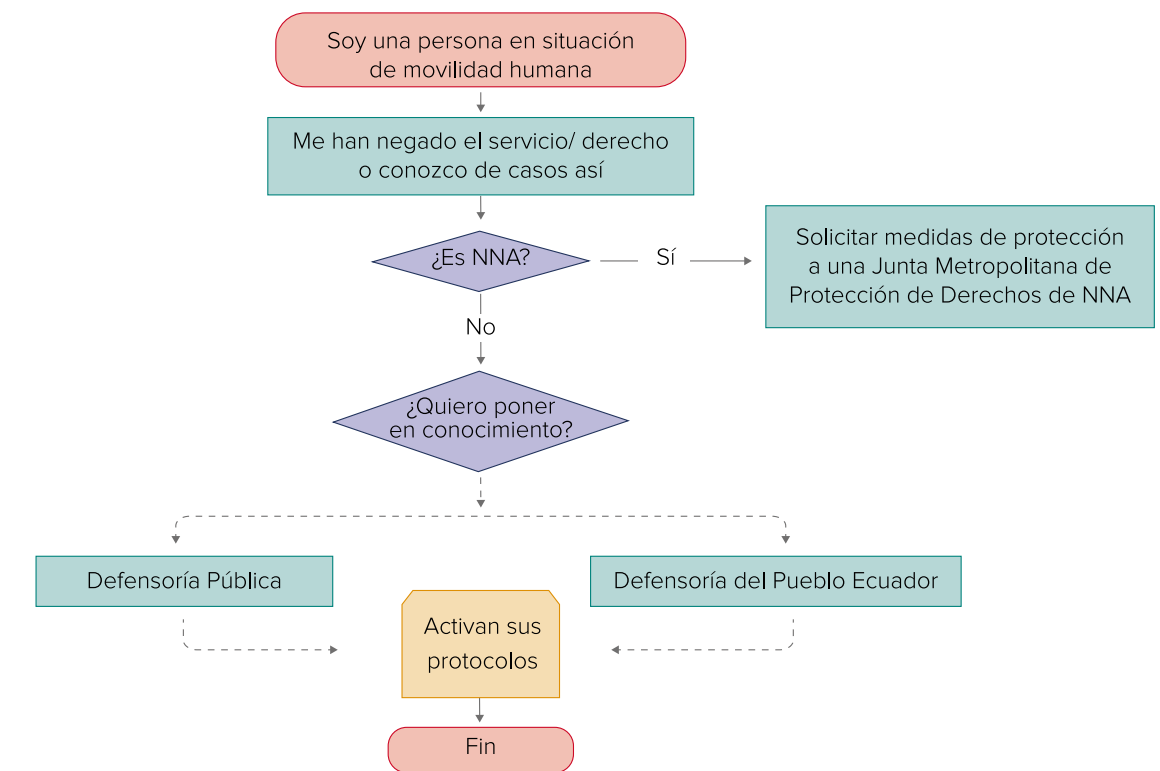 Soy una persona en situación
de movilidad humana
Me han negado el servicio/ derecho
o conozco de casos así
¿Es NNA?
Sí
Solicitar medidas de protección
a una Junta Metropolitana de
Protección de Derechos de NNA
No
¿Quiero poner
en conocimiento?
Defensoría Pública
Defensoría del Pueblo Ecuador
Activan sus
protocolos
Fin